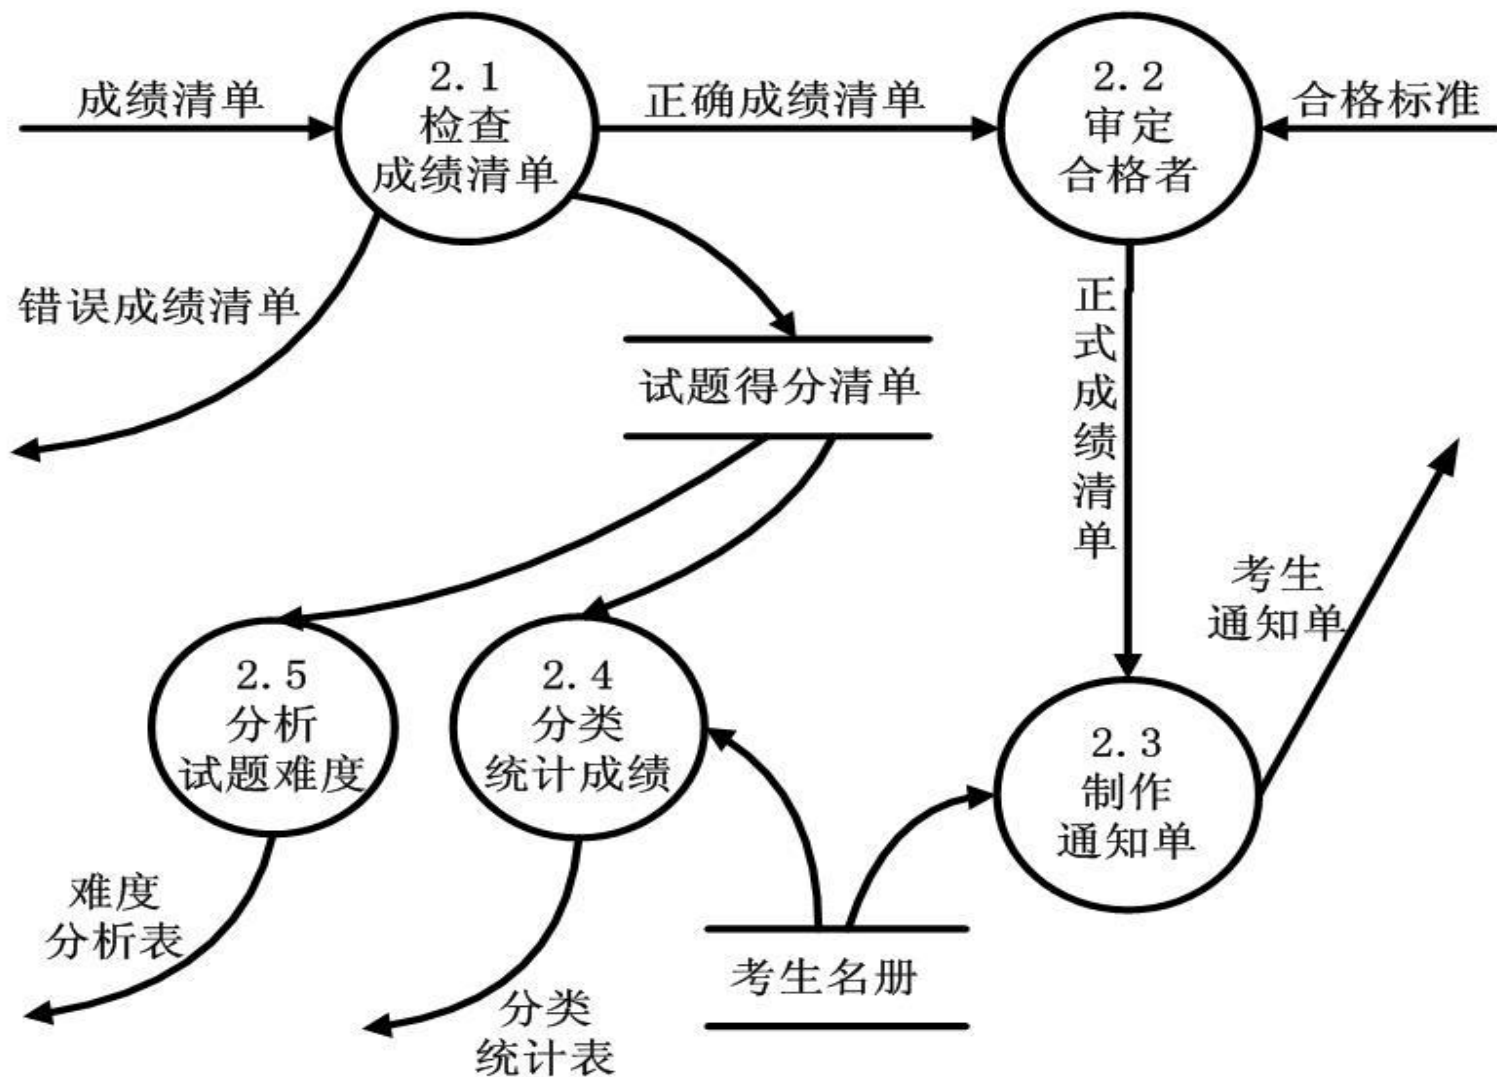 成绩清单
2.1
检查
成绩清单
正确成绩清单
2.2
审定
合格者
合格标准
错误成绩清单
试题得分清单
正式成绩清单
考生
通知单
2.5
分析
试题难度
2.4
分类
统计成绩
2.3
制作
通知单
难度
分析表
分类
统计表
考生名册